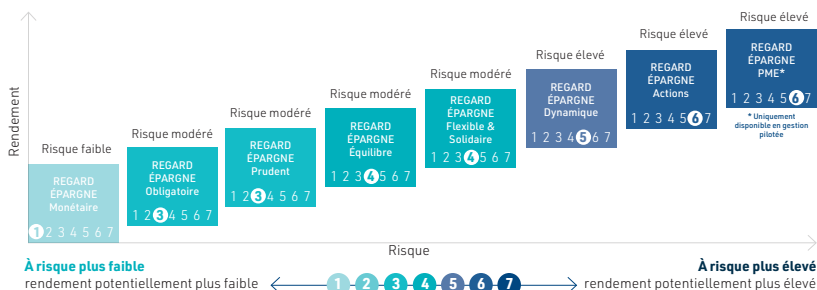 Rendement
Risque faible
REGARD
ÉPARGNE
Monétaire
1 2 3 4 5 6 7
Risque modéré
REGARD
ÉPARGNE
Obligatoire
1 2 3 4 5 6 7
Risque modéré
REGARD
ÉPARGNE
Prudent
1 2 3 4 5 6 7
Risque modéré
REGARD
ÉPARGNE
Équilibre
1 2 3 4 5 6 7
Risque modéré
REGARD
ÉPARGNE
Flexible &
Solidaire
1 2 3 4 5 6 7
Risque élevé
REGARD
ÉPARGNE
Dynamique
1 2 3 4 5 6 7
Risque élevé
REGARD
ÉPARGNE
Actions
1 2 3 4 5 6 7
Risque élevé
REGARD
ÉPARGNE
PME*
1 2 3 4 5 6 7
* Uniquement
disponible en gestion
pilotée
Risque
À risque plus faible
rendement potentiellement plus faible
1 2 3 4 5 6 7
À risque plus élevé
rendement potentiellement plus élevé